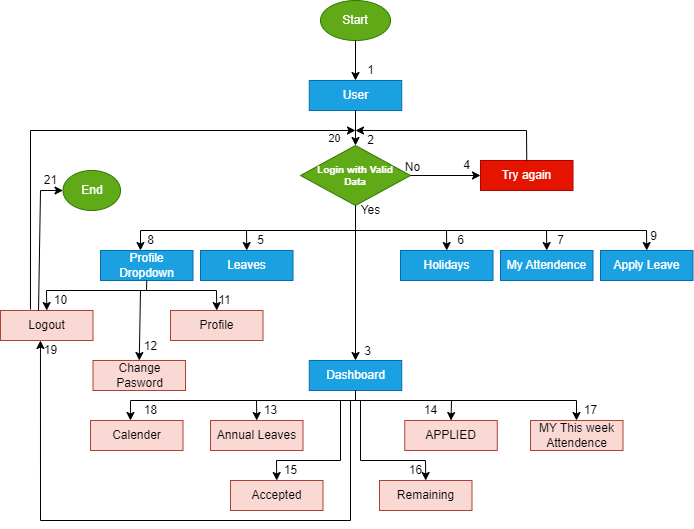 Start
1
User
20
2
Login with Valid
Data
No
4
Try again
21
End
Yes
8
5
6
7
9
Profile
Dropdown
Leaves
Holidays
My Attendence
Apply Leave
10
11
Logout
Profile
19
12
3
Change
Pasword
Dashboard
18
13
14
17
Calender
Annual Leaves
APPLIED
MY This week
Attendence
15
16
Accepted
Remaining